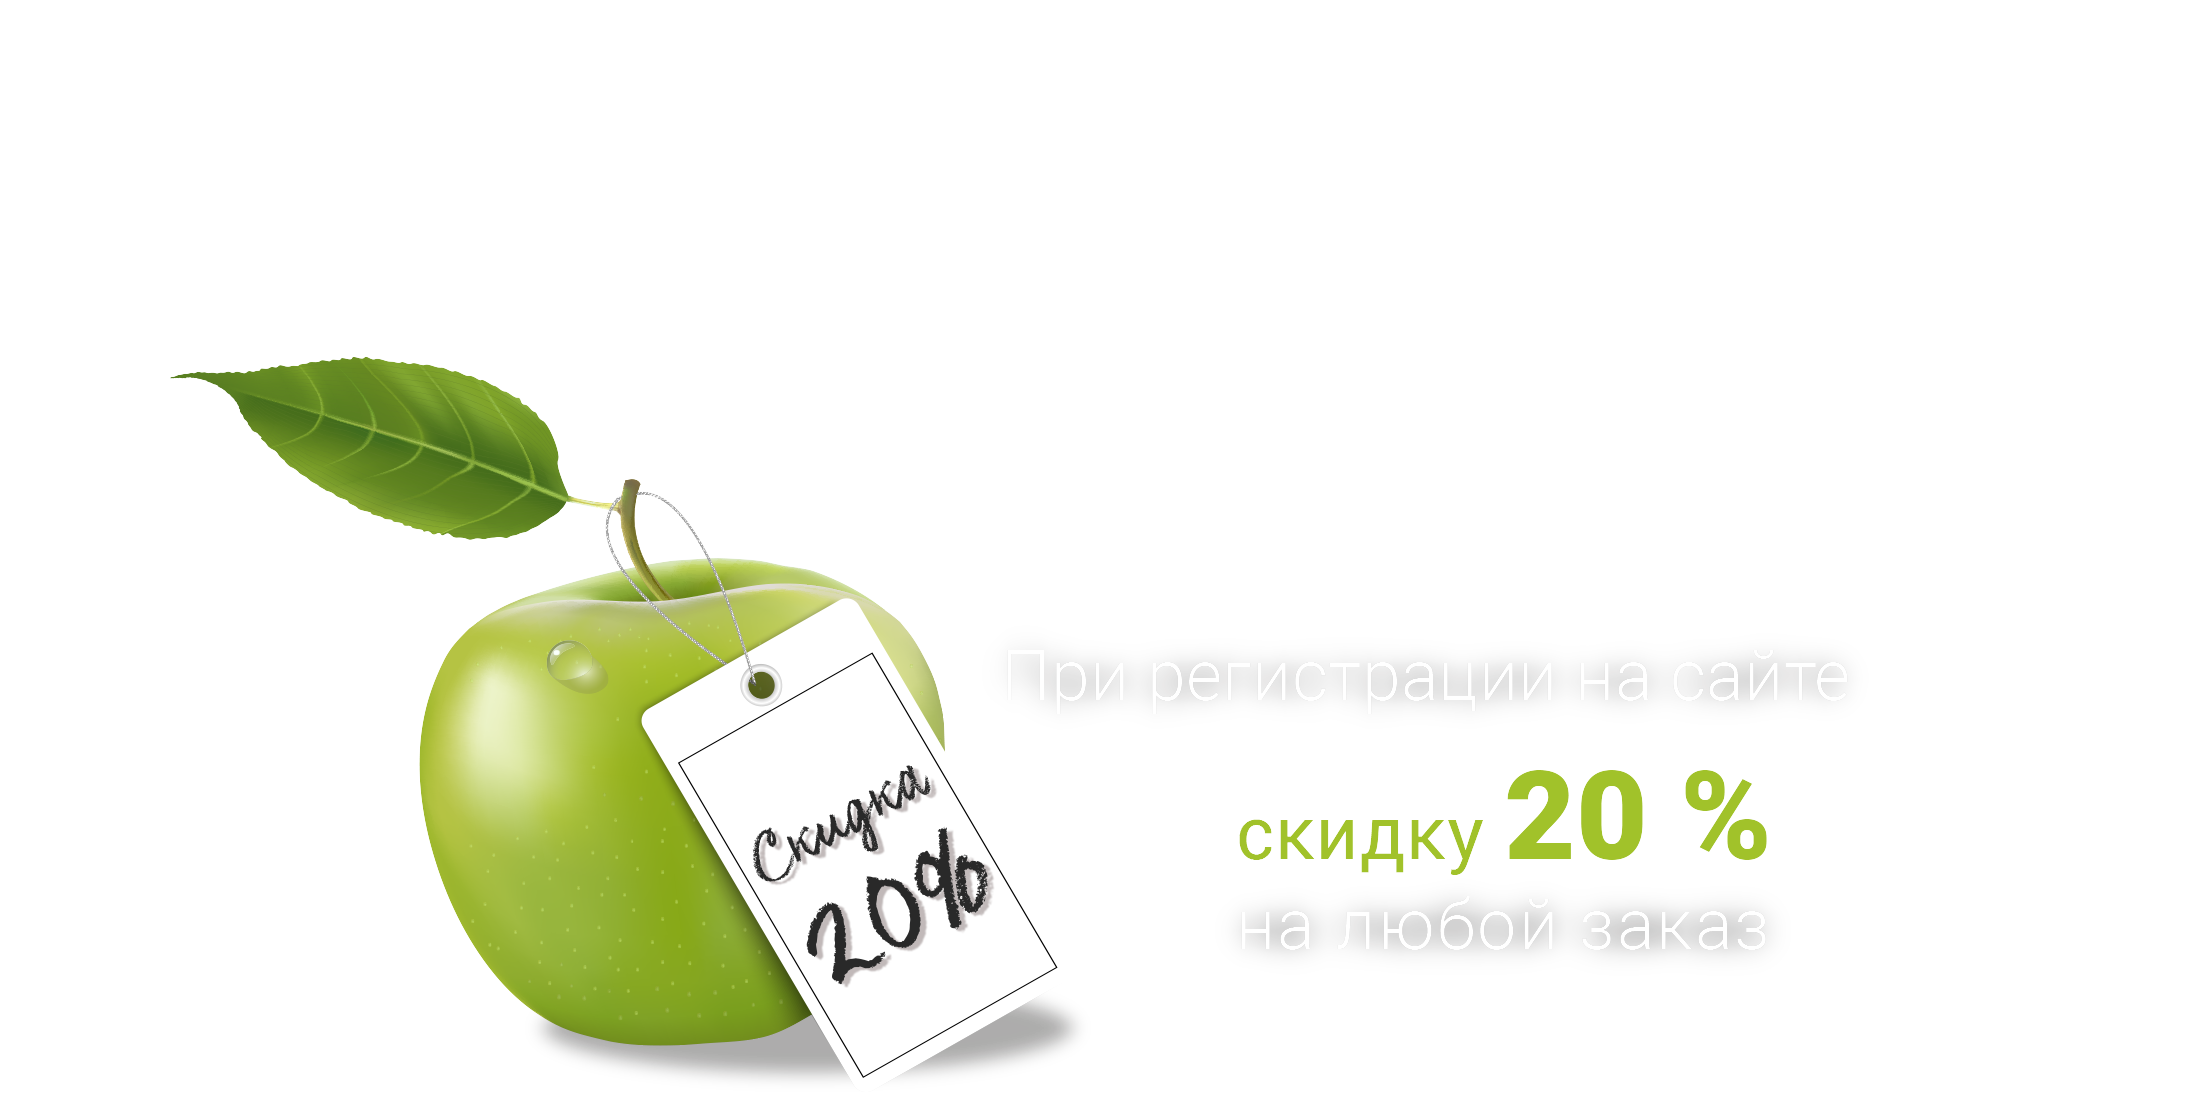 Скидка
20%
При регистрации на сайте
скидку 20 %
на любой заказ